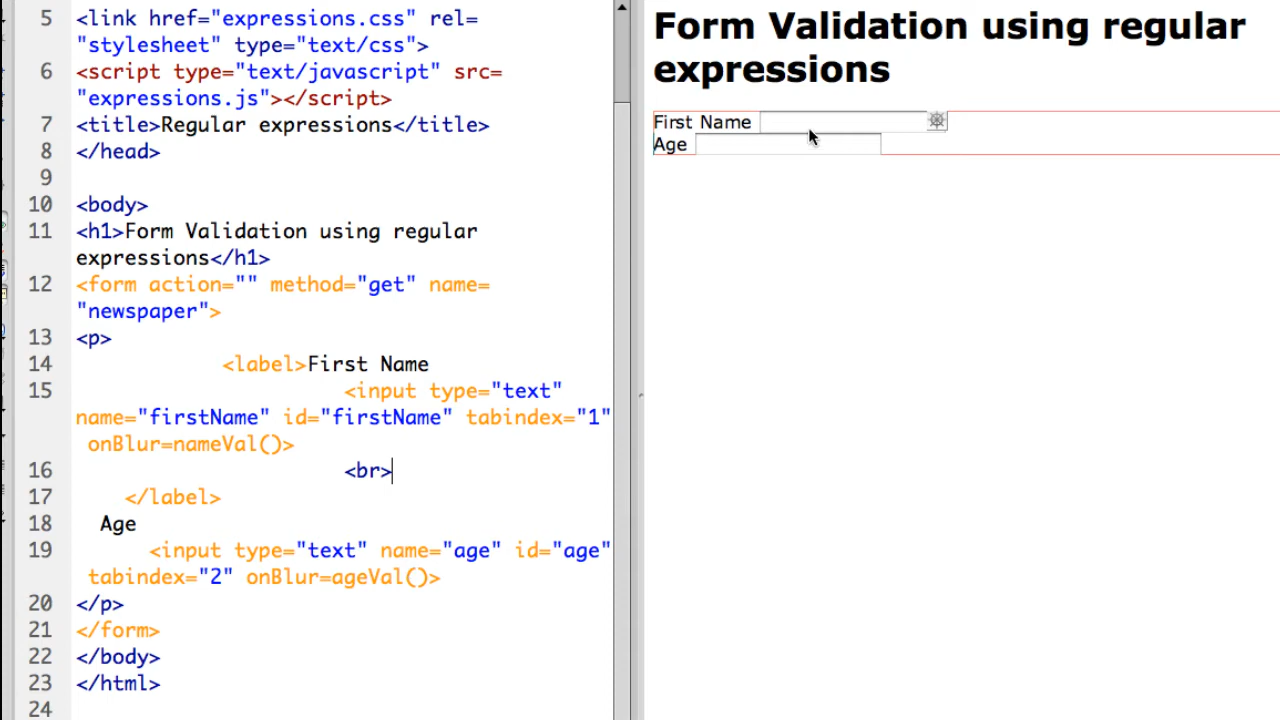 5 <link href="expressions.css" rel=
"stylesheet" type="text/css">
6 <script type="text/javascript" src=
"expressions.js"></script>
7 <title>Regular expressions</title>
8 </head>
9
10 <body>
11 <h1>Form Validation using regular
expressions</h1>
12 <form action="" method="get" name=
"newspaper">
13 <p>
14 <label>First Name
15 <input type="text"
name="firstName" id="firstName" tabindex="1"
onBlur=nameVal()>
16 <br>
17 </label>
18 Age
19 <input type="text" name="age" id="age"
tabindex="2" onBlur=ageVal()>
20 </p>
21 </form>
22 </body>
23 </html>
24
Form Validation using regular
expressions
First Name
Age